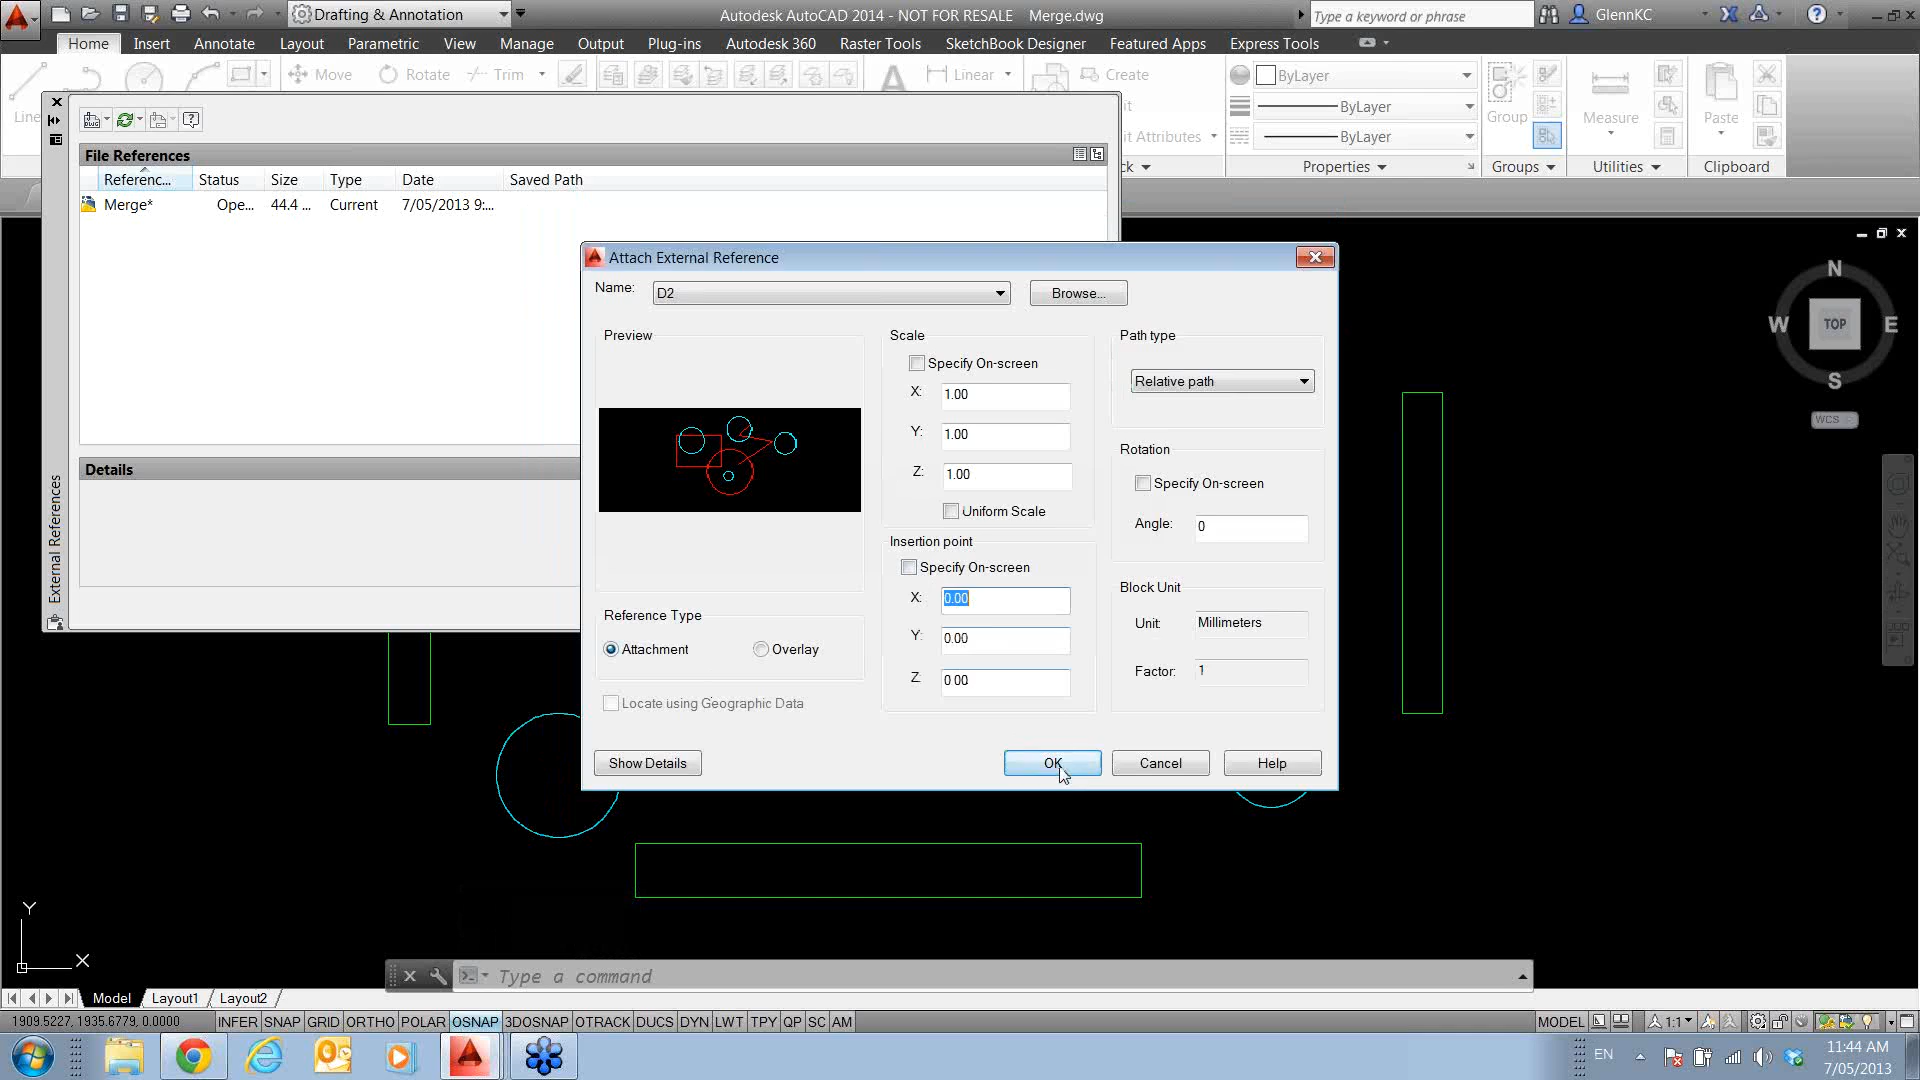 Drafting & Annotation
Autodesk AutoCAD 2014 - NOT FOR RESALE Merge.dwg
Type a keyword or phrase
GlennKC
Home Insert Annotate Layout Parametric View Manage Output Plug-ins Autodesk 360 Raster Tools SketchBook Designer Featured Apps Express Tools
Move Rotate Trim Linear Create
ByLayer
Line
it
Group Measure Paste
ByLayer
it Attributes
ByLayer
ck Properties Groups Utilities Clipboard
File References
Referenc... Status Size Type Date Saved Path
Merge* Ope... 44.4 ... Current 7/05/2013 9:...
Details
External References
Attach External Reference
Name: D2 Browse...
Preview
Scale
Specify On-screen
X: 1.00
Y: 1.00
Z: 1.00
Uniform Scale
Path type
Relative path
Rotation
Specify On-screen
Angle: 0
Insertion point
Specify On-screen
X: 0.00
Y: 0.00
Z: 0.00
Block Unit
Unit: Millimeters
Factor: 1
Reference Type
Attachment Overlay
Locate using Geographic Data
Show Details OK Cancel Help
N
W TOP E
S
WCS
Y
X
Type a command
Model Layout1 Layout2
1909.5227, 1935.6779, 0.0000 INFER SNAP GRID ORTHO POLAR OSNAP 3DOSNAP OTRACK DUCS DYN LWT TPY QP SC AM MODEL 1:1
EN
11:44 AM
7/05/2013